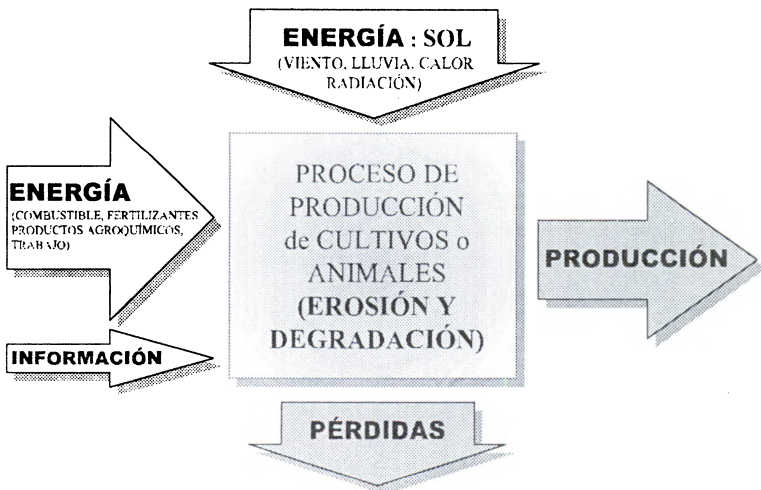 ENERGÍA : SOL
(VIENTO, LLUVIA, CALOR
RADIACIÓN)
ENERGÍA
(COMBUSTIBLE, FERTILIZANTES
PRODUCTOS AGROQUÍMICOS,
TRABAJO)
INFORMACIÓN
PROCESO DE
PRODUCCIÓN
de CULTIVOS o
ANIMALES
(EROSIÓN Y
DEGRADACIÓN)
PRODUCCIÓN
PÉRDIDAS